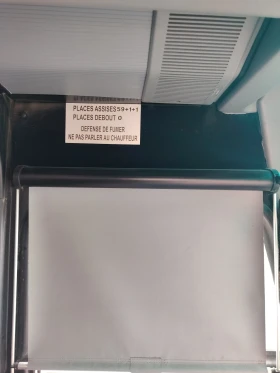 PLACES ASSISES 59+1+1
PLACES DEBOUT 0
DEFENSE DE FUMER
NE PAS PARLER AU CHAUFFEUR